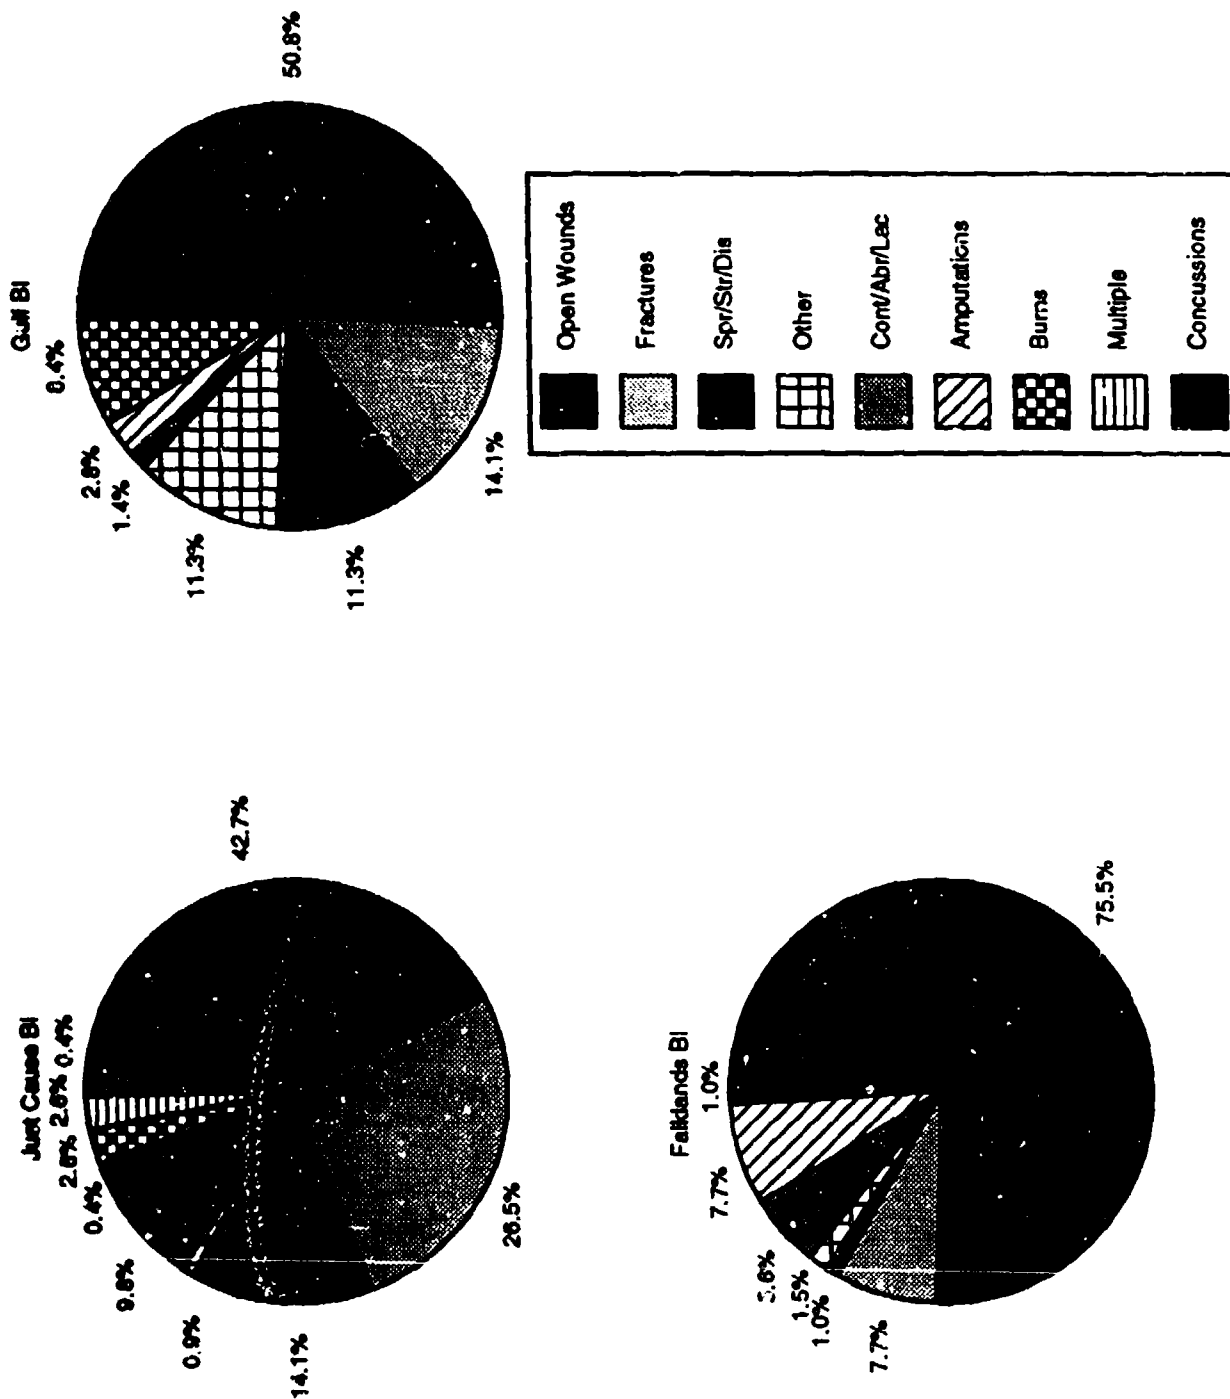 Just Cause BI
42.7%
26.5%
14.1%
0.9%
9.8%
0.4%
2.6%
2.6%
0.4%
Gulf BI
50.8%
14.1%
11.3%
11.3%
1.4%
2.8%
8.4%
Falklands BI
75.5%
7.7%
1.0%
1.5%
7.7%
1.0%
Open Wounds
Fractures
Spr/Str/Dis
Other
Cont/Abr/Lac
Amputations
Burns
Multiple
Concussions